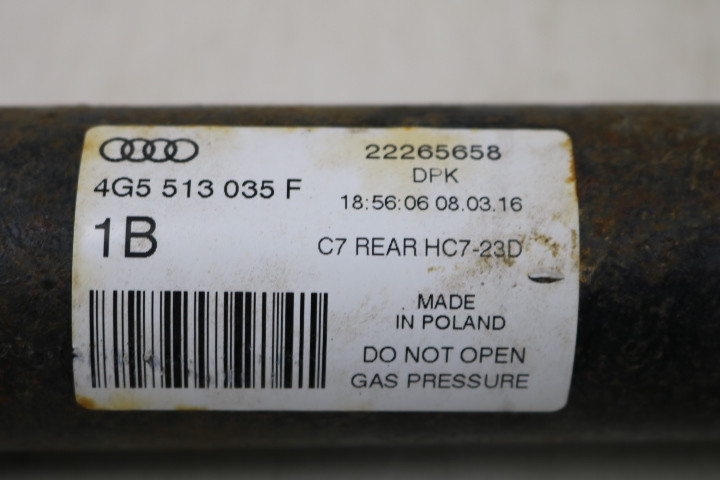 4G5 513 035 F
1B
22265658
DPK
18:56:06 08.03.16
C7 REAR HC7-23D
MADE
IN POLAND
DO NOT OPEN
GAS PRESSURE